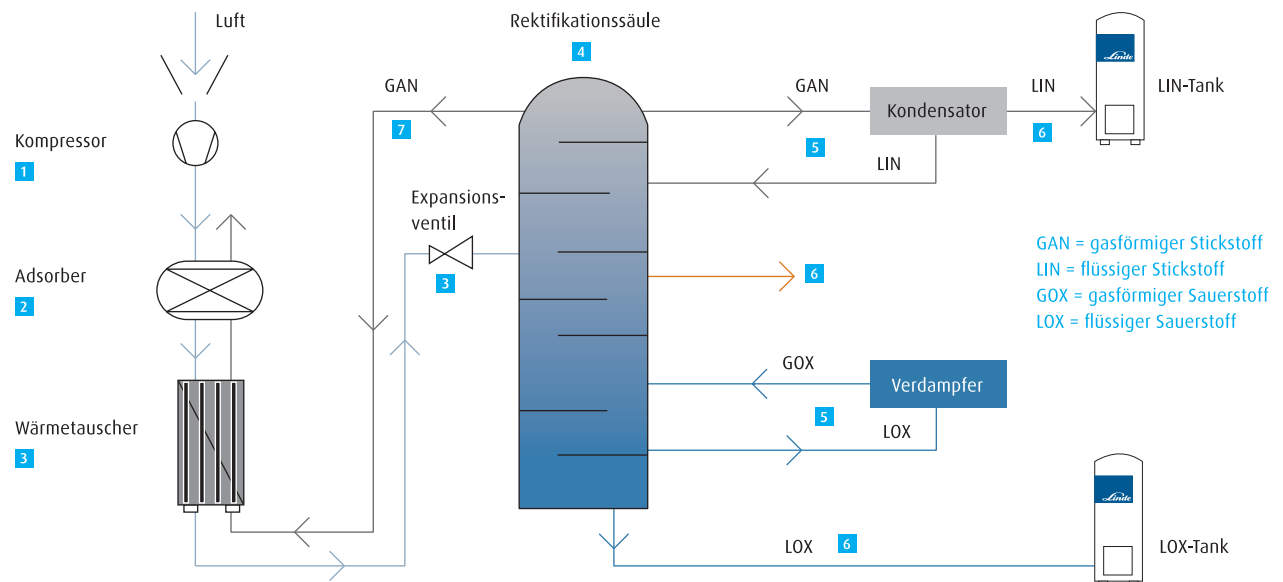 Luft
Kompressor
1
Adsorber
2
Wärmetauscher
3
GAN
7
Expansions-
ventil
3
Rektifikationssäule
4
GAN
5
Kondensator
LIN
6
LIN
Linde
LIN-Tank
6
GOX
Verdampfer
5
LOX
LOX
6
Linde
LOX-Tank
GAN = gasförmiger Stickstoff
LIN = flüssiger Stickstoff
GOX = gasförmiger Sauerstoff
LOX = flüssiger Sauerstoff